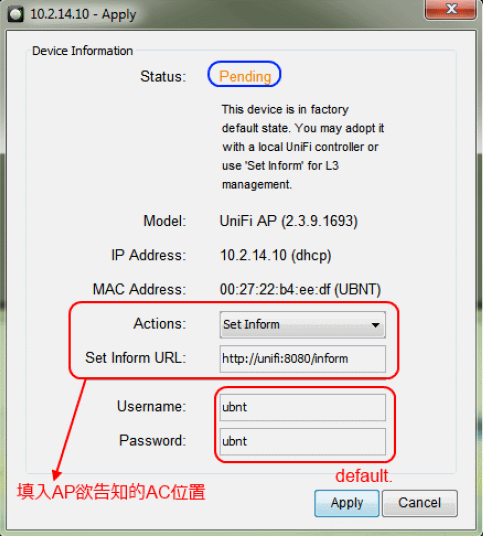 10.2.14.10 - Apply
Device Information
Status: Pending
This device is in factory
default state. You may adopt it
with a local UniFi controller or
use 'Set Inform' for L3
management.
Model: UniFi AP (2.3.9.1693)
IP Address: 10.2.14.10 (dhcp)
MAC Address: 00:27:22:b4:ee:df (UBNT)
Actions: Set Inform
Set Inform URL: http://unifi:8080/inform
Username: ubnt
Password: ubnt
default.
填入AP欲告知的AC位置
Apply Cancel